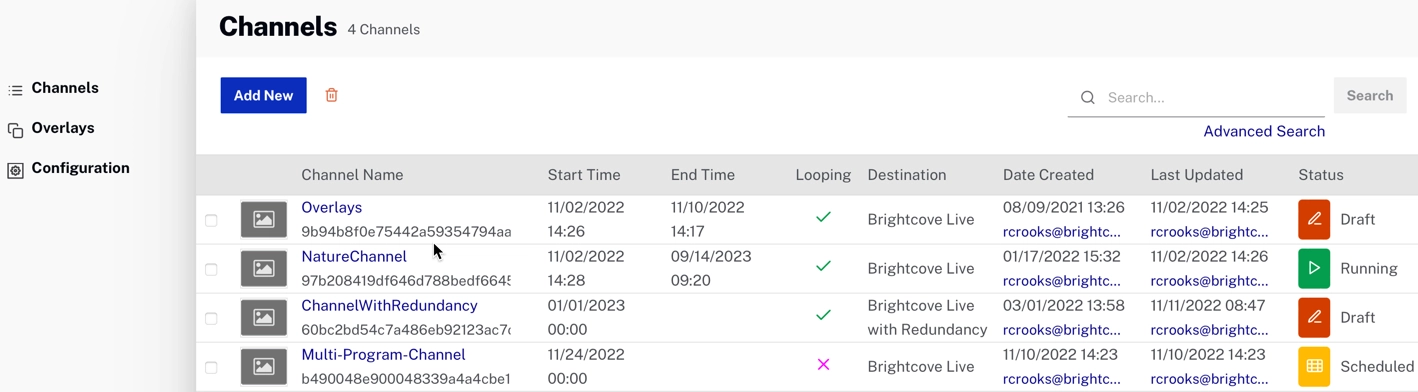 Channels 4 Channels
Channels
Overlays
Configuration
Add New
Search...
Search
Advanced Search
Channel Name Start Time End Time Looping Destination Date Created Last Updated Status
Overlays 11/02/2022 11/10/2022 Brightcove Live 08/09/2021 13:26 11/02/2022 14:25 Draft
9b94b8f0e75442a59354794aa 14:26 14:17 rcrooks@brightc... rcrooks@brightc...
NatureChannel 11/02/2022 09/14/2023 Brightcove Live 01/17/2022 15:32 11/02/2022 14:26 Running
97b208419df646d788bedf6645 14:28 09:20 rcrooks@brightc... rcrooks@brightc...
ChannelWithRedundancy 01/01/2023 Brightcove Live 03/01/2022 13:58 11/11/2022 08:47 Draft
60bc2bd54c7a486eb92123ac7c 00:00 with Redundancy rcrooks@brightc... rcrooks@brightc...
Multi-Program-Channel 11/24/2022 Brightcove Live 11/10/2022 14:23 11/10/2022 14:23 Scheduled
b490048e900048339a4a4cbe1 00:00 rcrooks@brightc... rcrooks@brightc...